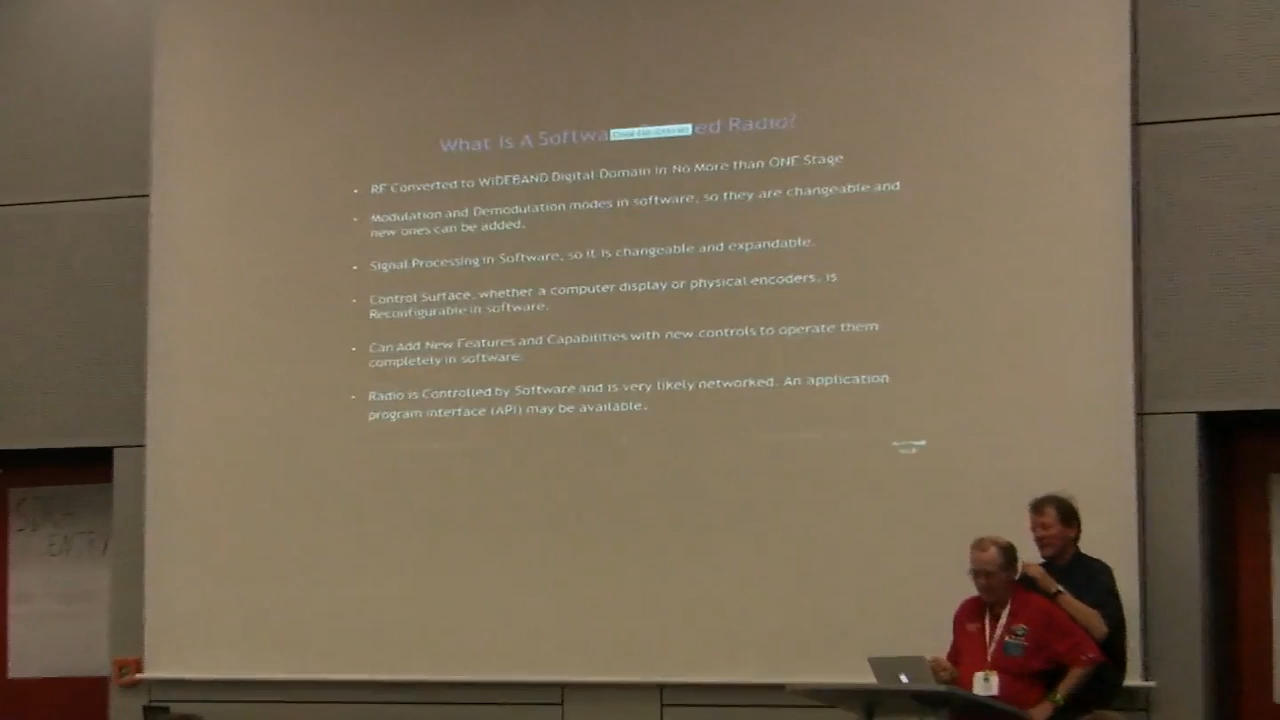 What Is A Softwa ed Radio?
• RF Converted to WIDEBAND Digital Domain in No More than ONE Stage
• Modulation and Demodulation modes in software, so they are changeable and
new ones can be added.
• Signal Processing in Software, so it is changeable and expandable.
• Control Surface, whether a computer display or physical encoders, is
Reconfigurable in software.
• Can Add New Features and Capabilities with new controls to operate them
completely in software.
• Radio is Controlled by Software and is very likely networked. An application
program interface (API) may be available.
ENTRY